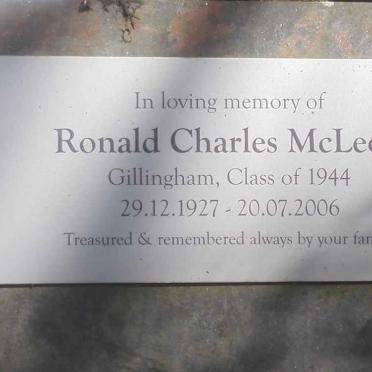 In loving memory of
Ronald Charles
Gillingham, Class of 1944
29.12.1927 - 20.07.2006
Treasured & remembered always by your